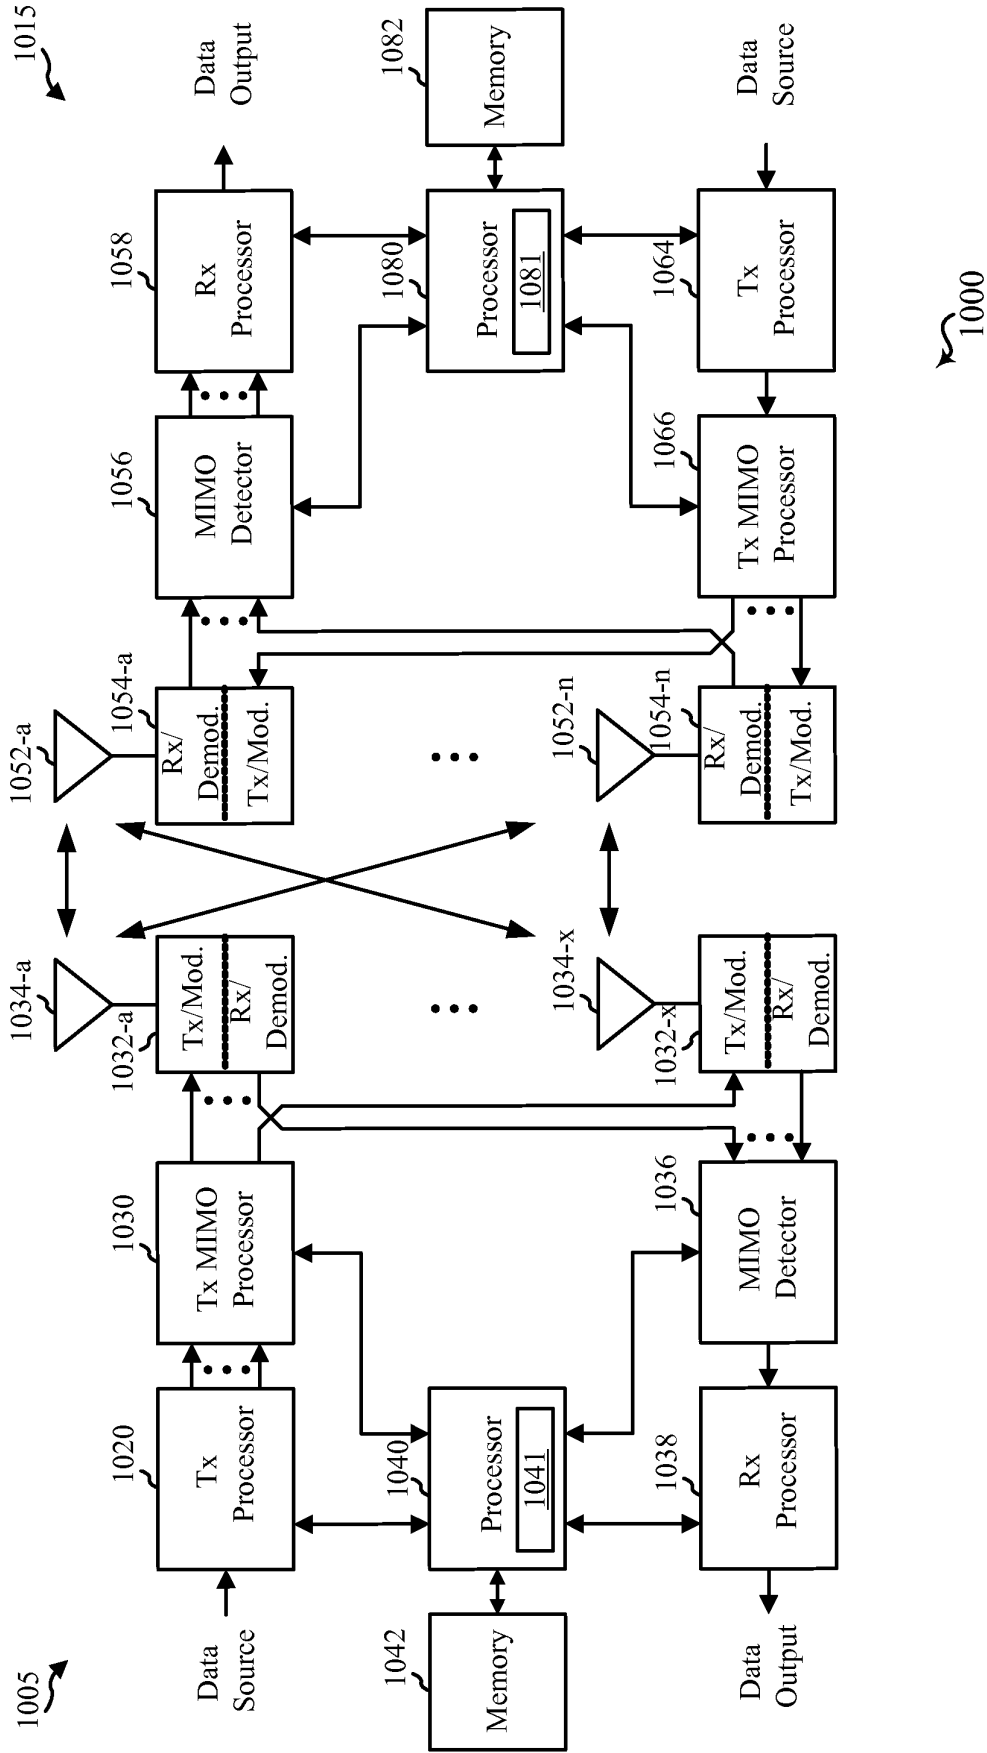 1005
1015
1034-a
1052-a
Data
Source
1020
Tx
Processor
1030
Tx MIMO
Processor
1032-a
Tx/Mod.
Rx/
Demod.
1054-a
Rx/
Demod.
Tx/Mod.
1056
MIMO
Detector
1058
Rx
Processor
Data
Output
1042
Memory
1040
Processor
1041
1034-x
1052-n
1080
Processor
1081
1082
Memory
Data
Output
1038
Rx
Processor
1036
MIMO
Detector
1032-x
Tx/Mod.
Rx/
Demod.
1054-n
Rx/
Demod.
Tx/Mod.
1066
Tx MIMO
Processor
1064
Tx
Processor
Data
Source
1000